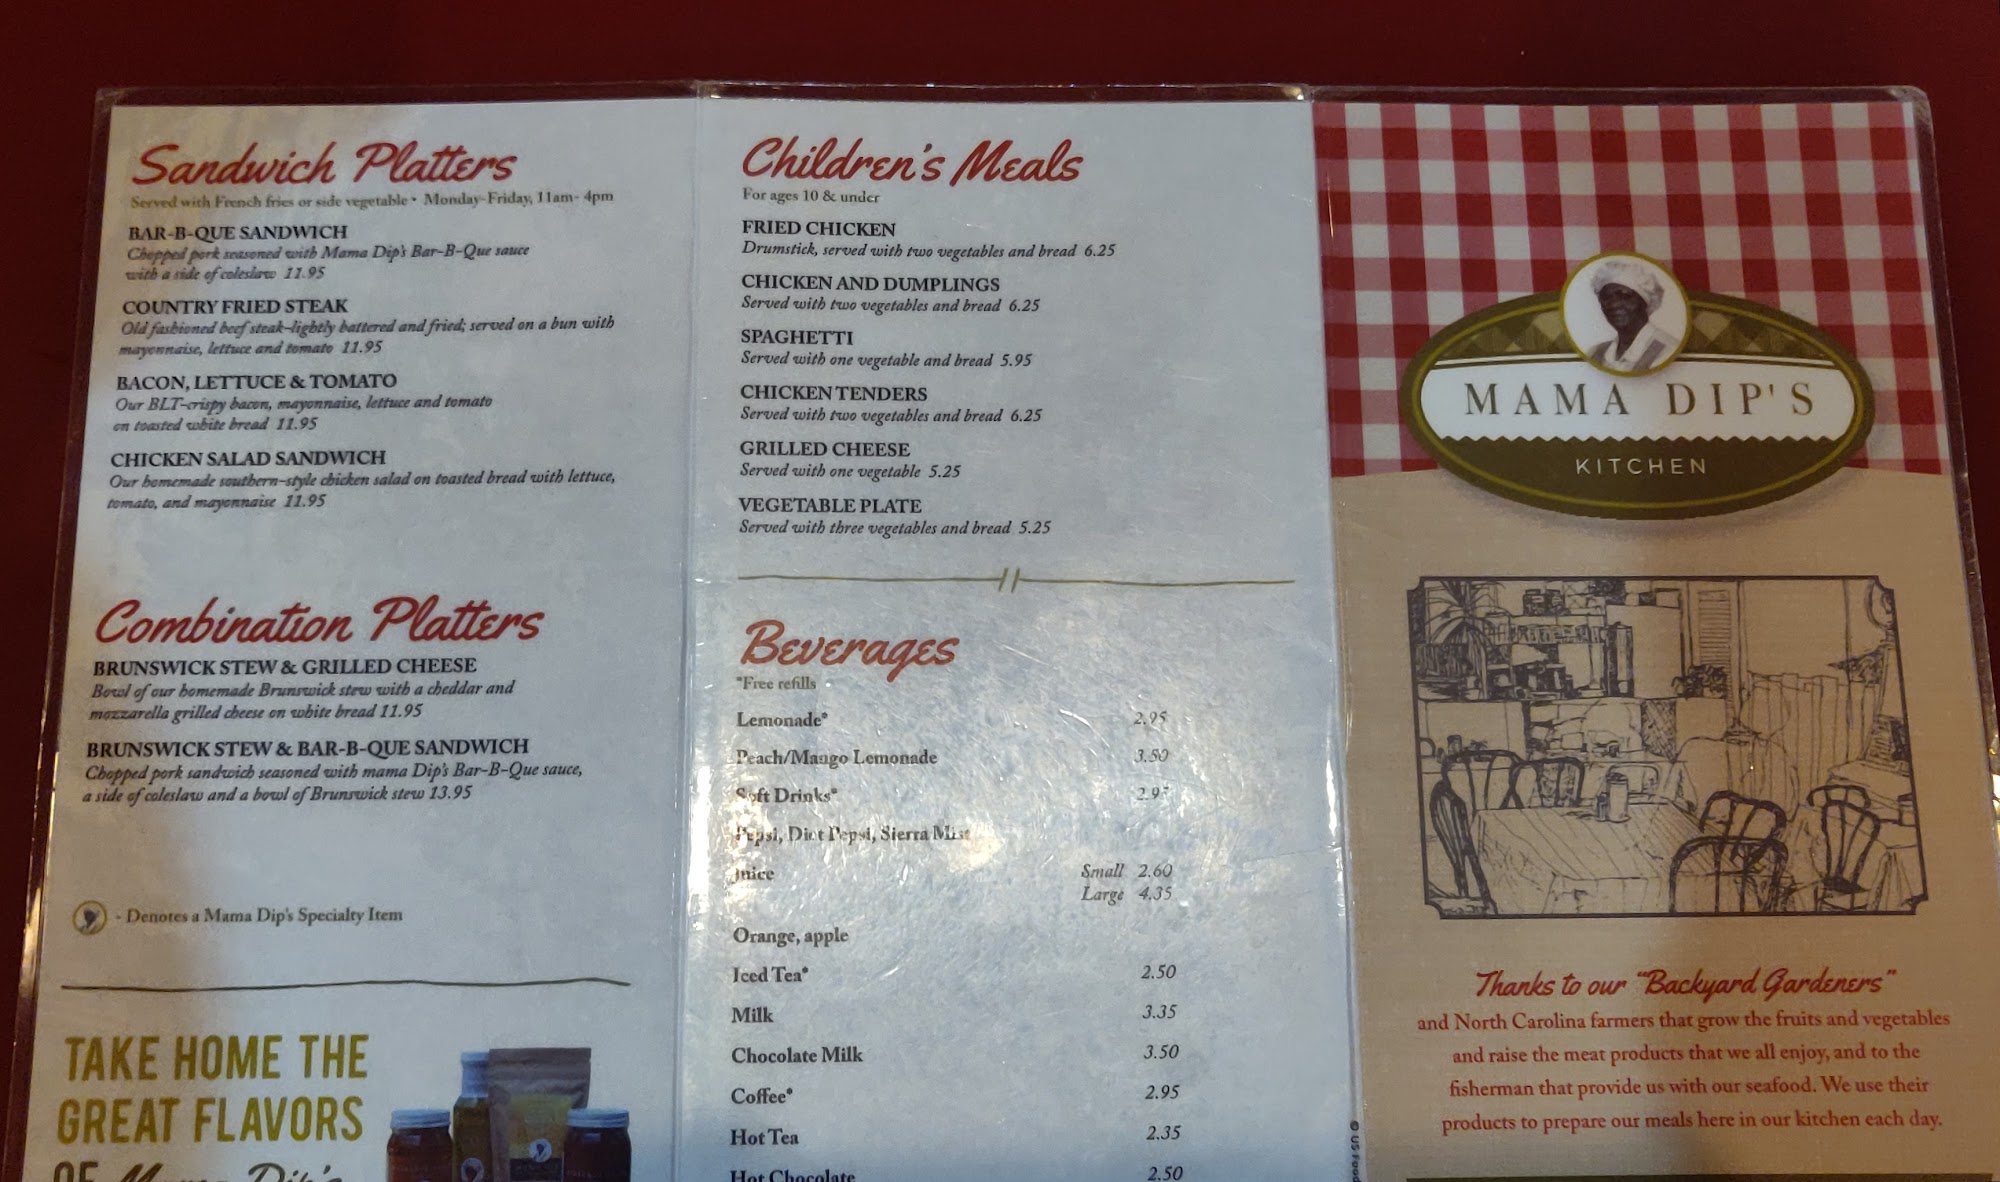 Sandwich Platters
Served with French fries or side vegetable • Monday-Friday, 11am- 4pm
BAR-B-QUE SANDWICH
Chopped pork seasoned with Mama Dip's Bar-B-Que sauce
with a side of coleslaw 11.95
COUNTRY FRIED STEAK
Old fashioned beef steak-lightly battered and fried; served on a bun with
mayonnaise, lettuce and tomato 11.95
BACON, LETTUCE & TOMATO
Our BLT-crispy bacon, mayonnaise, lettuce and tomato
on toasted white bread 11.95
CHICKEN SALAD SANDWICH
Our homemade southern-style chicken salad on toasted bread with lettuce,
tomato, and mayonnaise 11.95
Combination Platters
BRUNSWICK STEW & GRILLED CHEESE
Bowl of our homemade Brunswick stew with a cheddar and
mozzarella grilled cheese on white bread 11.95
BRUNSWICK STEW & BAR-B-QUE SANDWICH
Chopped pork sandwich seasoned with mama Dip's Bar-B-Que sauce,
a side of coleslaw and a bowl of Brunswick stew 13.95
- Denotes a Mama Dip's Specialty Item
TAKE HOME THE
GREAT FLAVORS
OF Mama Dip's
Children's Meals
For ages 10 & under
FRIED CHICKEN
Drumstick, served with two vegetables and bread 6.25
CHICKEN AND DUMPLINGS
Served with two vegetables and bread 6.25
SPAGHETTI
Served with one vegetable and bread 5.95
CHICKEN TENDERS
Served with two vegetables and bread 6.25
GRILLED CHEESE
Served with one vegetable 5.25
VEGETABLE PLATE
Served with three vegetables and bread 5.25
Beverages
*Free refills
Lemonade* 2.95
Peach/Mango Lemonade 3.50
Soft Drinks* 2.95
Pepsi, Diet Pepsi, Sierra Mist
Juice Small 2.60
Large 4.35
Orange, apple
Iced Tea* 2.50
Milk 3.35
Chocolate Milk 3.50
Coffee* 2.95
Hot Tea 2.35
Hot Chocolate 2.50
© US Food
MAMA DIP'S
KITCHEN
Thanks to our "Backyard Gardeners"
and North Carolina farmers that grow the fruits and vegetables
and raise the meat products that we all enjoy, and to the
fisherman that provide us with our seafood. We use their
products to prepare our meals here in our kitchen each day.